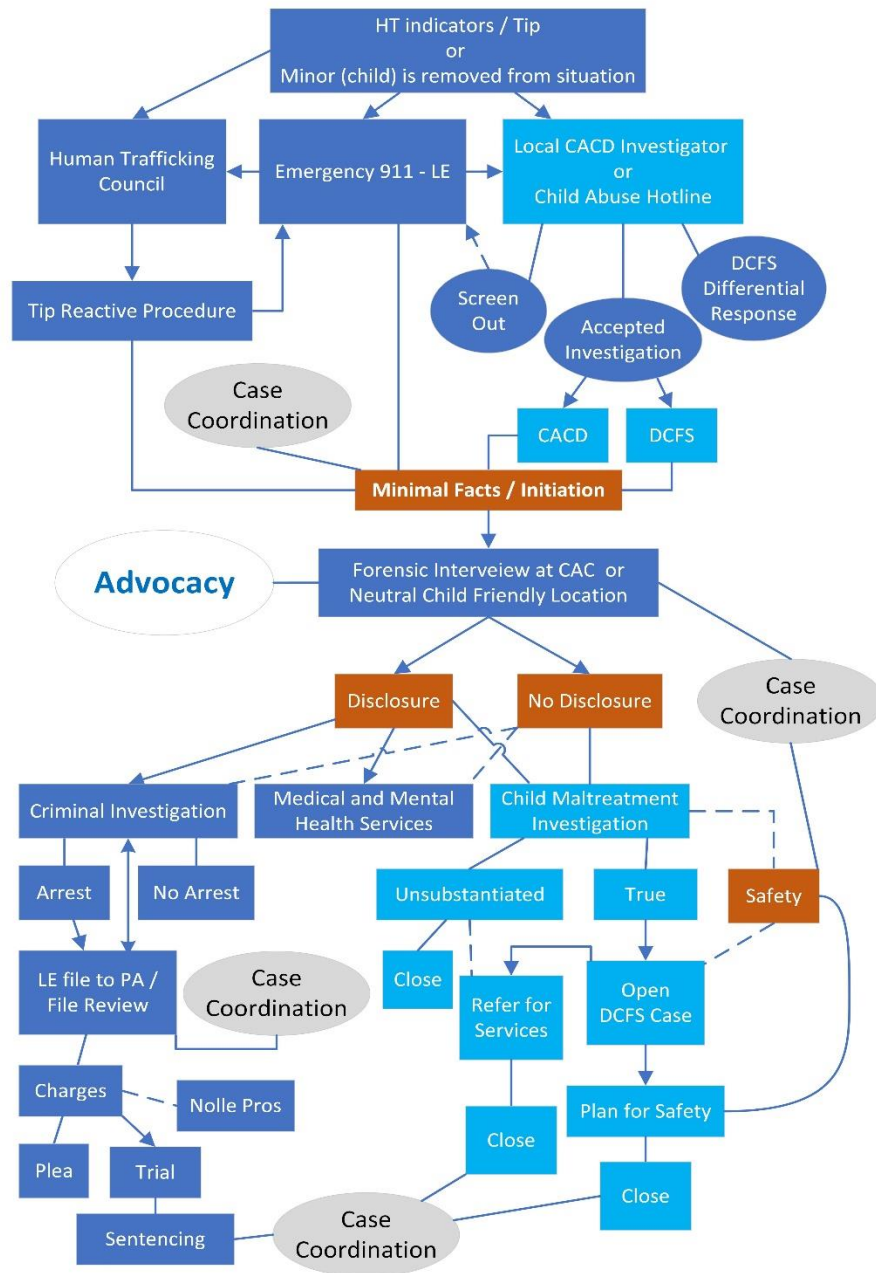 HT indicators / Tip
or
Minor (child) is removed from situation
Human Trafficking
Council
Emergency 911 - LE
Local CACD Investigator
or
Child Abuse Hotline
Tip Reactive Procedure
Screen
Out
Accepted
Investigation
DCFS
Differential
Response
Case
Coordination
CACD
DCFS
Minimal Facts / Initiation
Advocacy
Forensic Interveiew at CAC or
Neutral Child Friendly Location
Disclosure
No Disclosure
Case
Coordination
Criminal Investigation
Medical and Mental
Health Services
Child Maltreatment
Investigation
Arrest
No Arrest
Unsubstantiated
True
Safety
LE file to PA /
File Review
Case
Coordination
Close
Refer for
Services
Open
DCFS Case
Charges
Nolle Pros
Plan for Safety
Plea
Trial
Close
Close
Sentencing
Case
Coordination